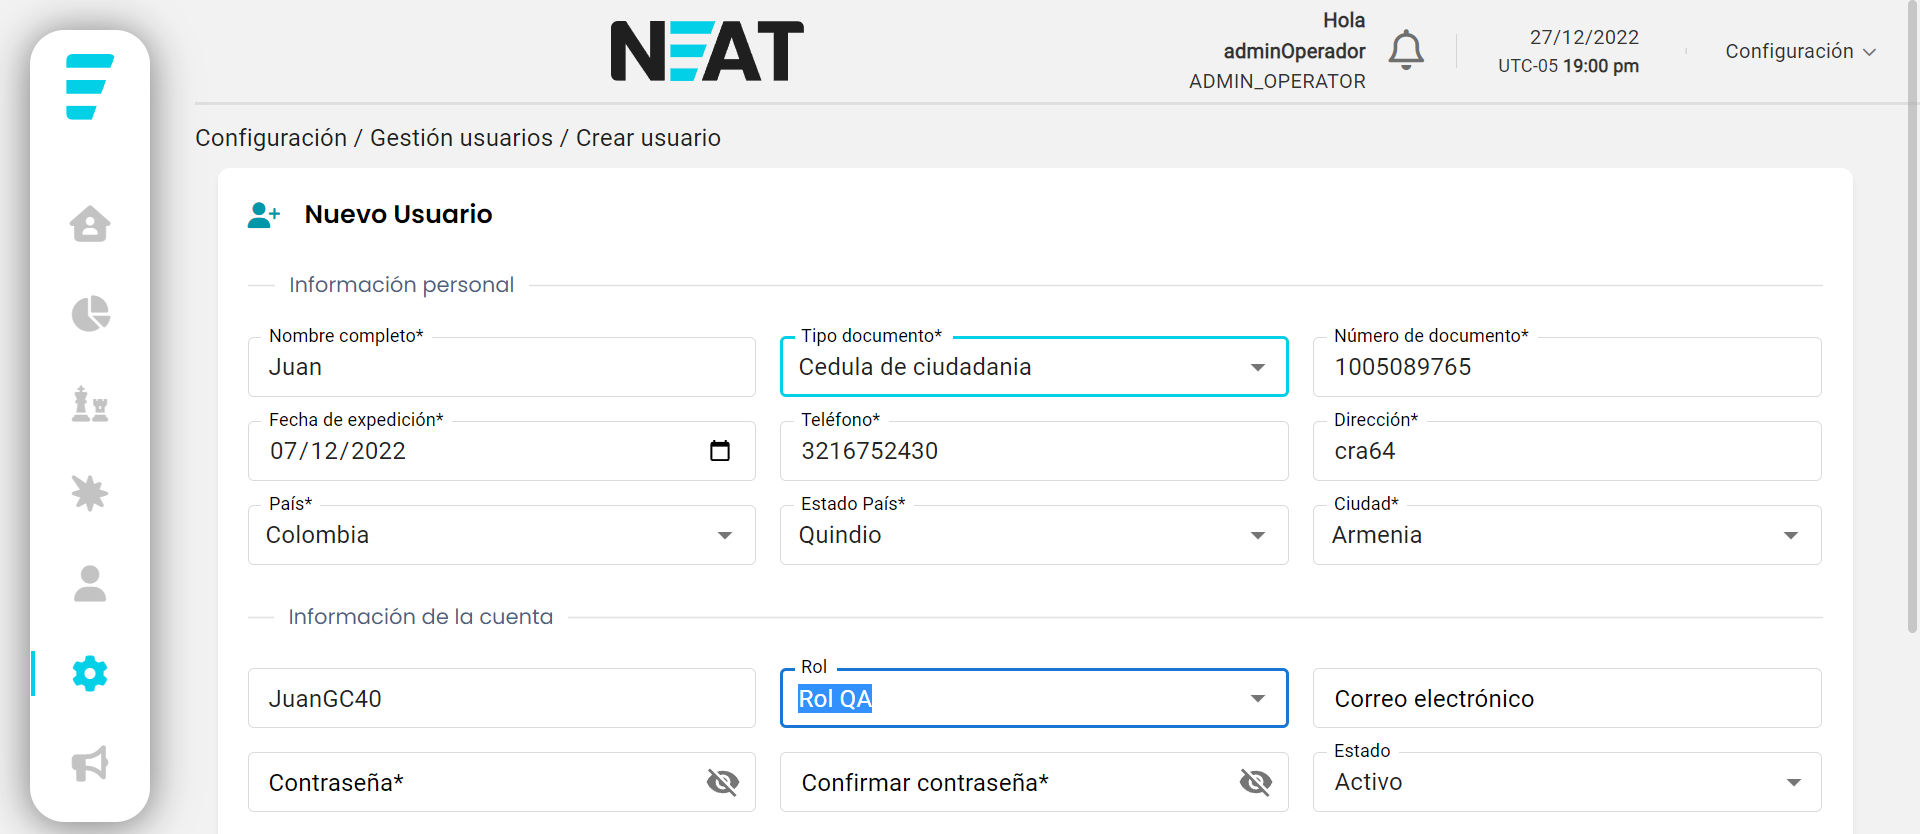 NEAT
Hola
adminOperador
ADMIN_OPERATOR
27/12/2022
UTC-05 19:00 pm
Configuración
Configuración / Gestión usuarios / Crear usuario
Nuevo Usuario
Información personal
Nombre completo*
Juan
Tipo documento*
Cedula de ciudadania
Número de documento*
1005089765
Fecha de expedición*
07/12/2022
Teléfono*
3216752430
Dirección*
cra64
País*
Colombia
Estado País*
Quindio
Ciudad*
Armenia
Información de la cuenta
JuanGC40
Rol
Rol QA
Correo electrónico
Contraseña*
Confirmar contraseña*
Estado
Activo